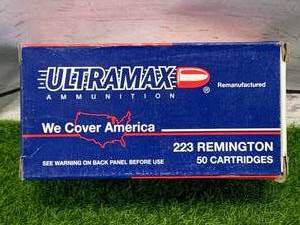 ULTRAMAX
®
AMMUNITION
Remanufactured
We Cover America
223 REMINGTON
50 CARTRIDGES
SEE WARNING ON BACK PANEL BEFORE USE